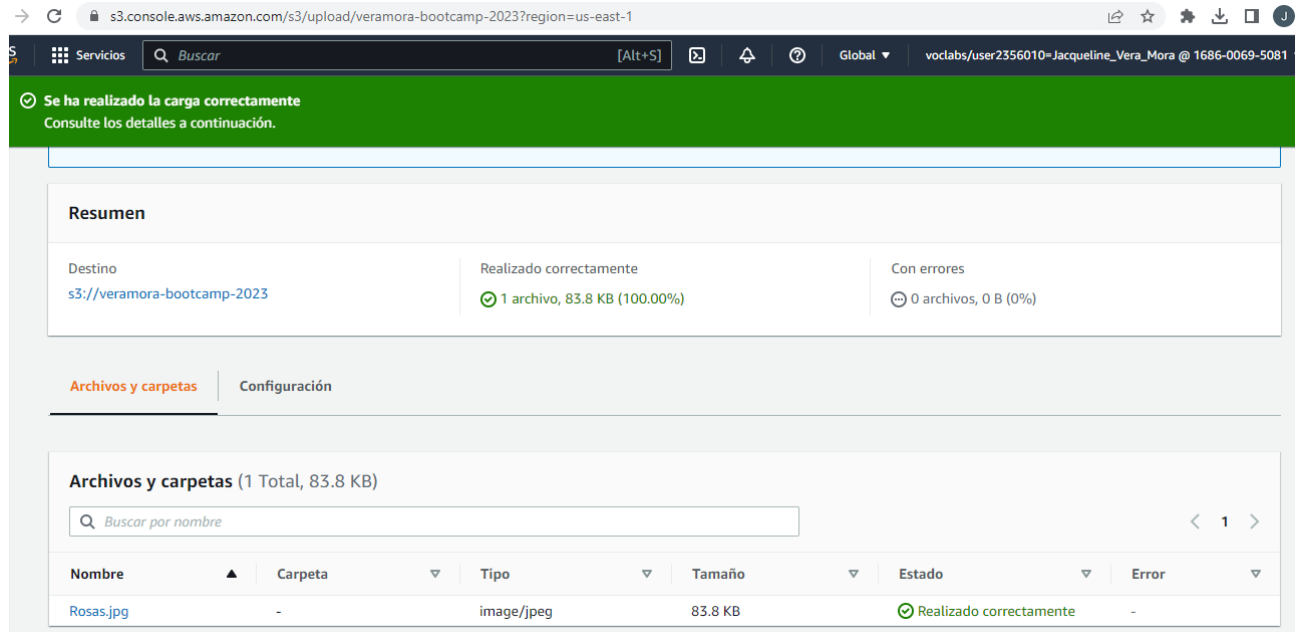 s3.console.aws.amazon.com/s3/upload/veramora-bootcamp-2023?region=us-east-1
J
Servicios Buscar [Alt+S] Global voclabs/user2356010=Jacqueline_Vera_Mora @ 1686-0069-5081
Se ha realizado la carga correctamente
Consulte los detalles a continuación.
Resumen
Destino Realizado correctamente Con errores
s3://veramora-bootcamp-2023 1 archivo, 83.8 KB (100.00%) 0 archivos, 0 B (0%)
Archivos y carpetas Configuración
Archivos y carpetas (1 Total, 83.8 KB)
Buscar por nombre 1
Nombre Carpeta Tipo Tamaño Estado Error
Rosas.jpg - image/jpeg 83.8 KB Realizado correctamente -